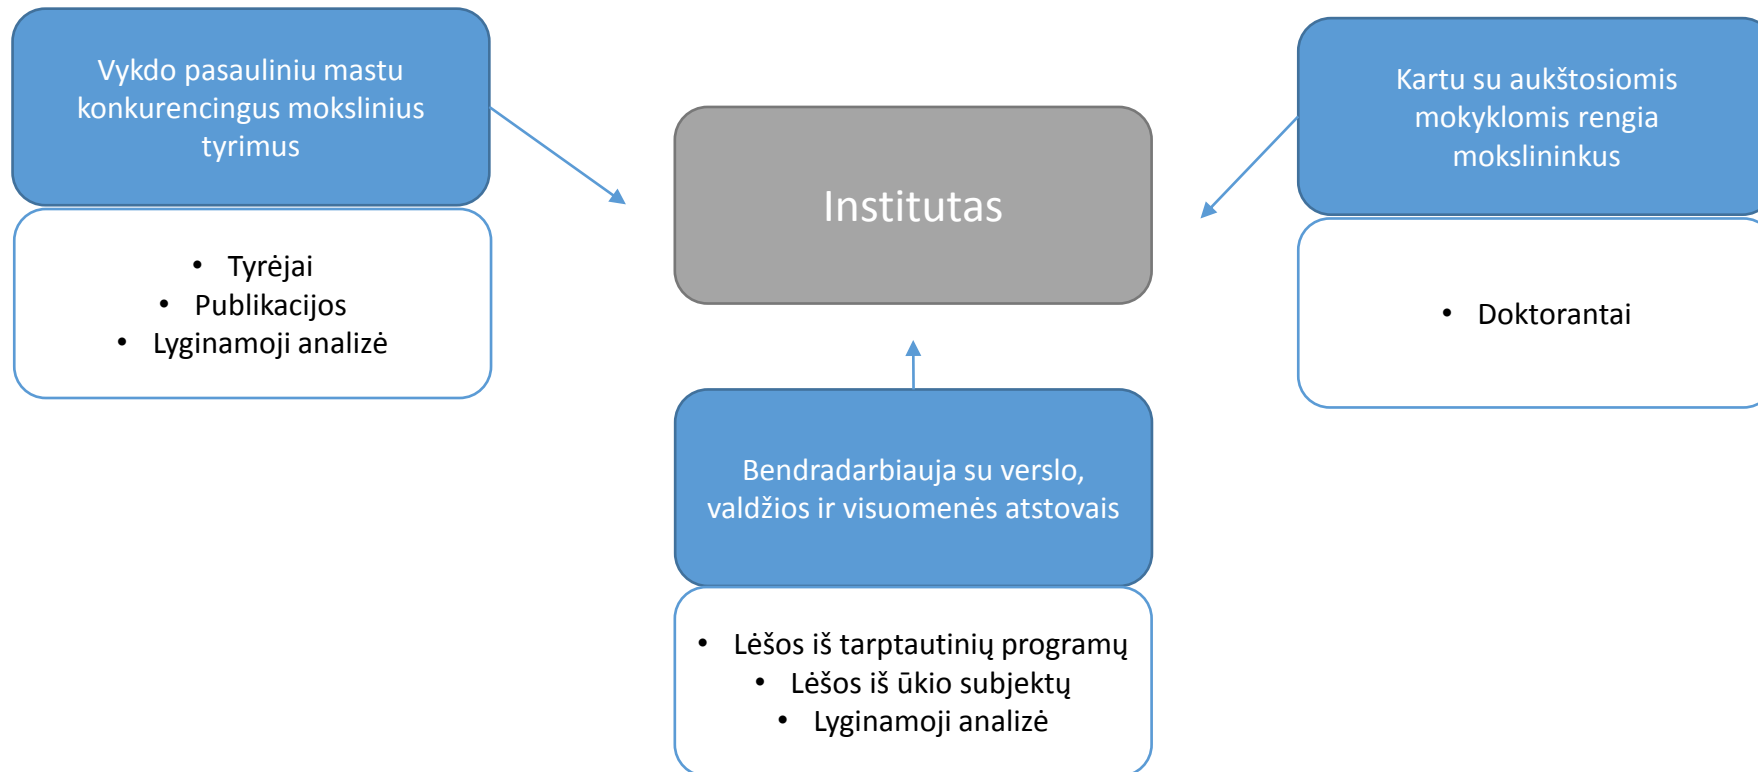 Vykdo pasauliniu mastu
konkurencingus mokslinius
tyrimus
• Tyrėjai
• Publikacijos
• Lyginamoji analizė
Institutas
Kartu su aukštosiomis
mokyklomis rengia
mokslininkus
• Doktorantai
Bendradarbiauja su verslo,
valdžios ir visuomenės atstovais
• Lėšos iš tarptautinių programų
• Lėšos iš ūkio subjektų
• Lyginamoji analizė